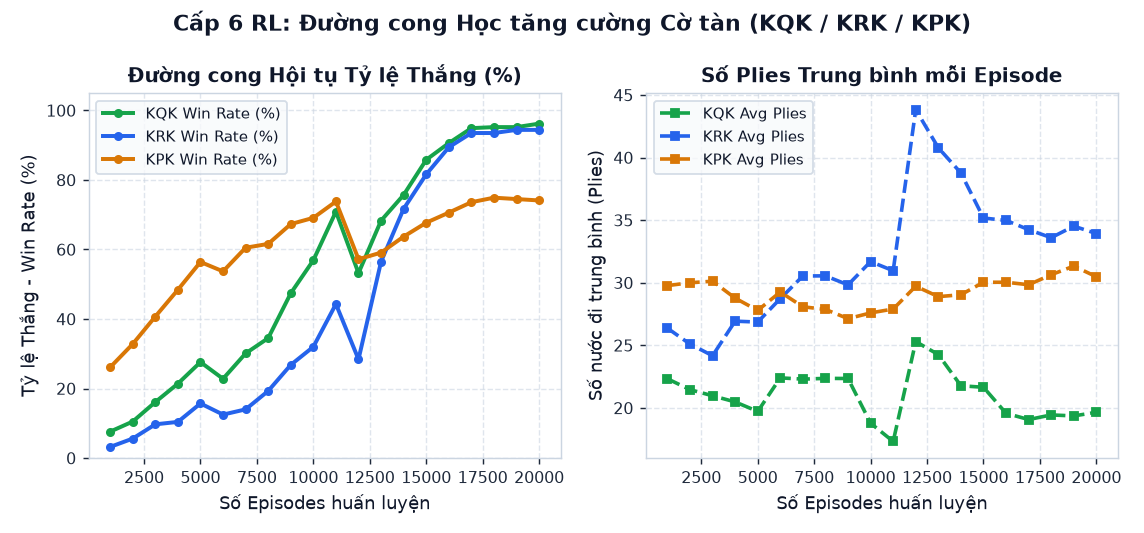 Cấp 6 RL: Đường cong Học tăng cường Cờ tàn (KQK / KRK / KPK)
Đường cong Hội tụ Tỷ lệ Thắng (%)
Tỷ lệ Thắng - Win Rate (%)
100
80
60
40
20
0
KQK Win Rate (%)
KRK Win Rate (%)
KPK Win Rate (%)
2500 5000 7500 10000 12500 15000 17500 20000
Số Episodes huấn luyện
Số Plies Trung bình mỗi Episode
Số nước đi trung bình (Plies)
45
40
35
30
25
20
KQK Avg Plies
KRK Avg Plies
KPK Avg Plies
2500 5000 7500 10000 12500 15000 17500 20000
Số Episodes huấn luyện